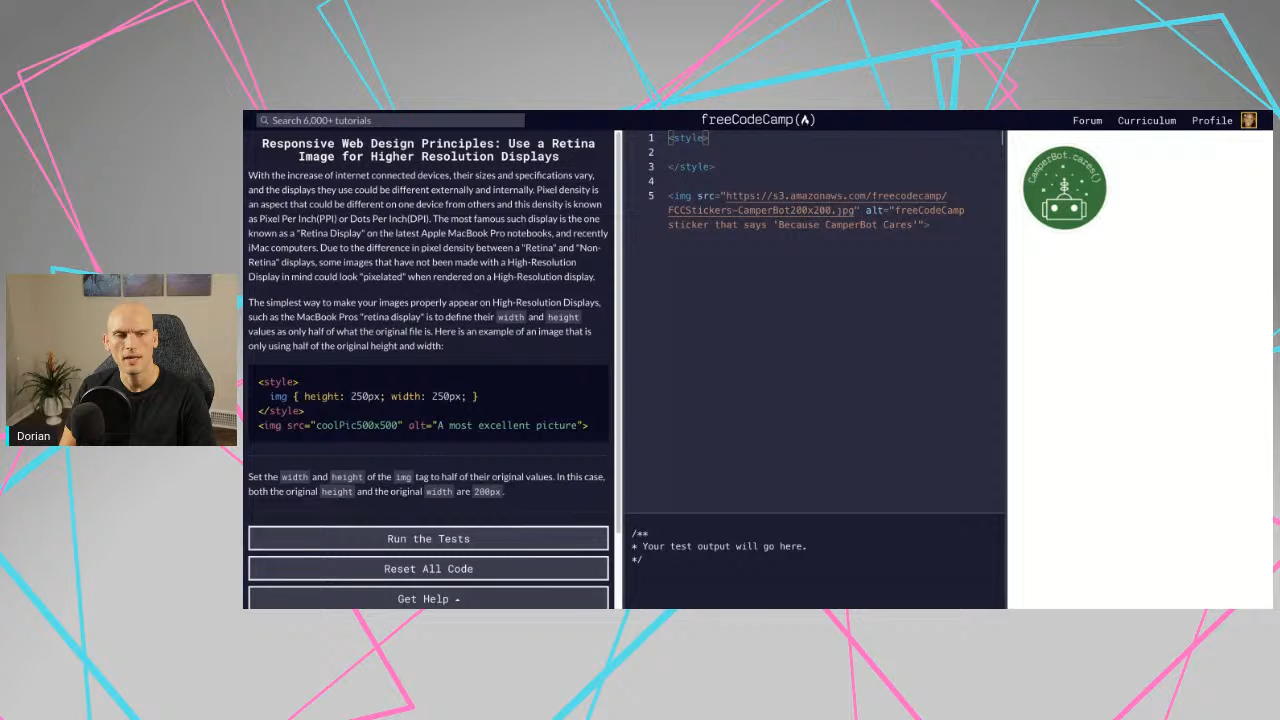 Search 6,000+ tutorials
freeCodeCamp(🔥)
Forum Curriculum Profile
Responsive Web Design Principles: Use a Retina
Image for Higher Resolution Displays
With the increase of internet connected devices, their sizes and specifications vary,
and the displays they use could be different externally and internally. Pixel density is
an aspect that could be different on one device from others and this density is known
as Pixel Per Inch(PPI) or Dots Per Inch(DPI). The most famous such display is the one
known as a "Retina Display" on the latest Apple MacBook Pro notebooks, and recently
iMac computers. Due to the difference in pixel density between a "Retina" and "Non-
Retina" displays, some images that have not been made with a High-Resolution
Display in mind could look "pixelated" when rendered on a High-Resolution display.
The simplest way to make your images properly appear on High-Resolution Displays,
such as the MacBook Pros "retina display" is to define their width and height
values as only half of what the original file is. Here is an example of an image that is
only using half of the original height and width:
<style>
img { height: 250px; width: 250px; }
</style>
<img src="coolPic500x500" alt="A most excellent picture">
Set the width and height of the img tag to half of their original values. In this case,
both the original height and the original width are 200px.
Run the Tests
Reset All Code
Get Help
1 <style>
2
3 </style>
4
5 <img src="https://s3.amazonaws.com/freecodecamp/
FCCStickers-CamperBot200x200.jpg" alt="freeCodeCamp
sticker that says 'Because CamperBot Cares'">
/**
* Your test output will go here.
*/
CamperBot.cares()
Dorian